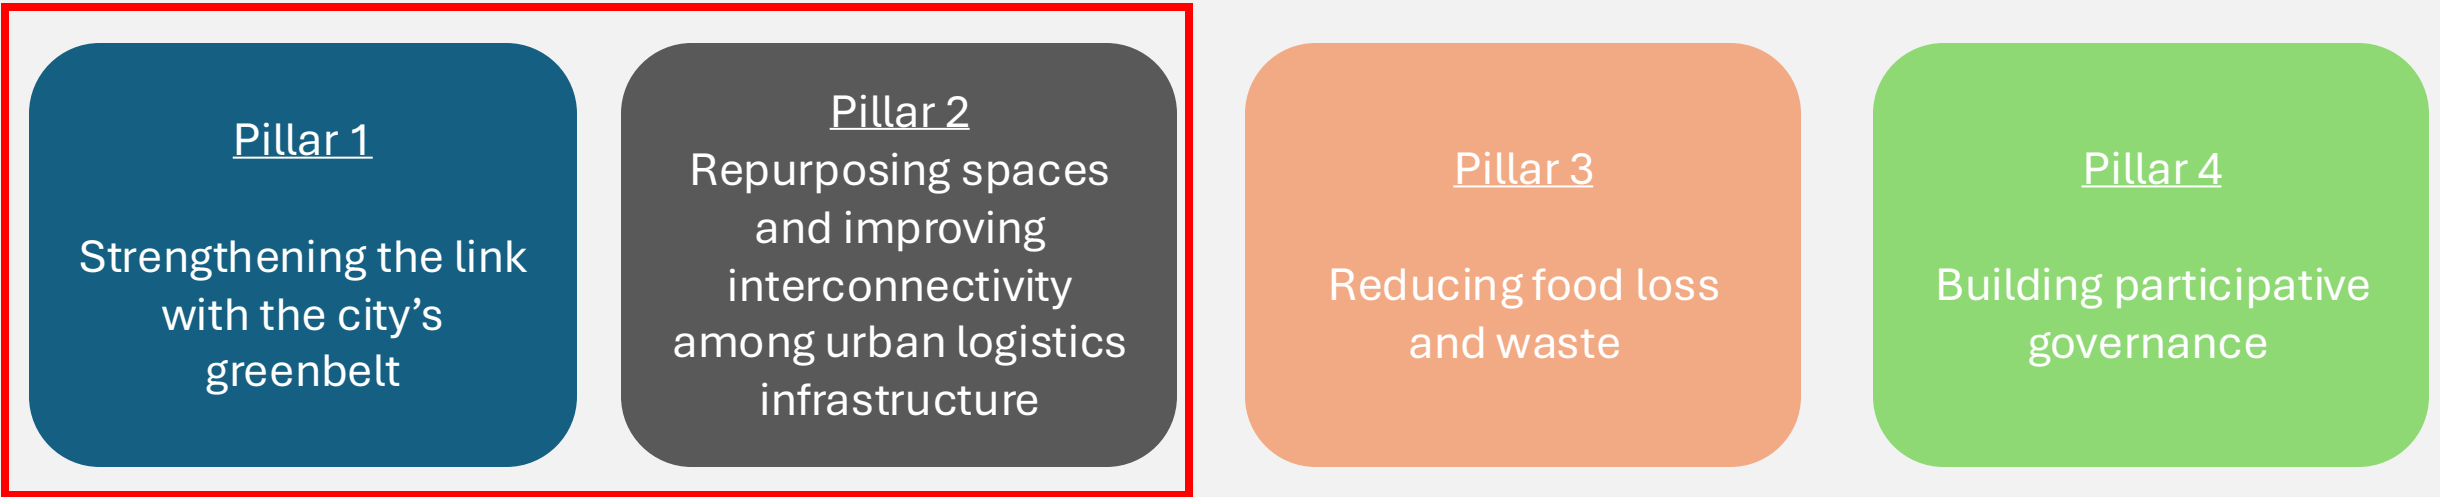 Pillar 1
Strengthening the link
with the city’s
greenbelt
Pillar 2
Repurposing spaces
and improving
interconnectivity
among urban logistics
infrastructure
Pillar 3
Reducing food loss
and waste
Pillar 4
Building participative
governance